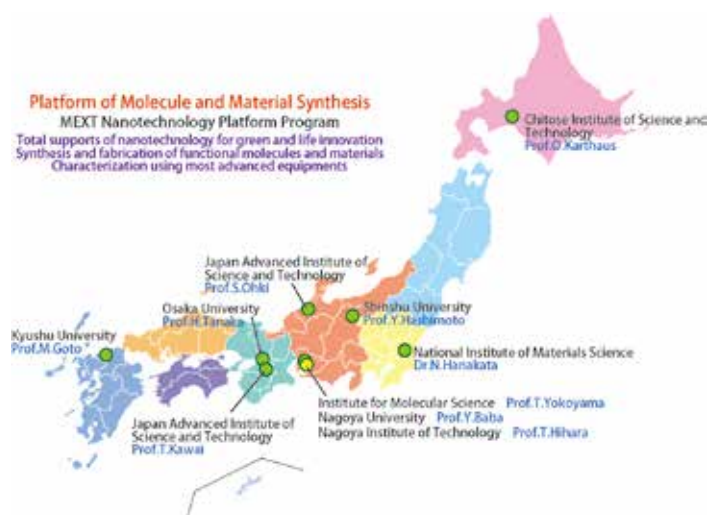 Platform of Molecule and Material Synthesis
MEXT Nanotechnology Platform Program
Total supports of nanotechnology for green and life innovation
Synthesis and fabrication of functional molecules and materials
Characterization using most advanced equipments
Chitose Institute of Science and
Technology
Prof.O.Karthaus
Japan Advanced Institute of
Science and Technology
Prof.S.Ohki
Osaka University
Prof.H.Tanaka
Shinshu University
Prof.Y.Hashimoto
Kyushu University
Prof.M.Goto
National Institute of Materials Science
Dr.N.Hanakata
Institute for Molecular Science Prof.T.Yokoyama
Nagoya University Prof.Y.Baba
Nagoya Institute of Technology Prof.T.Hihara
Japan Advanced Institute of
Science and Technology
Prof.T.Kawai